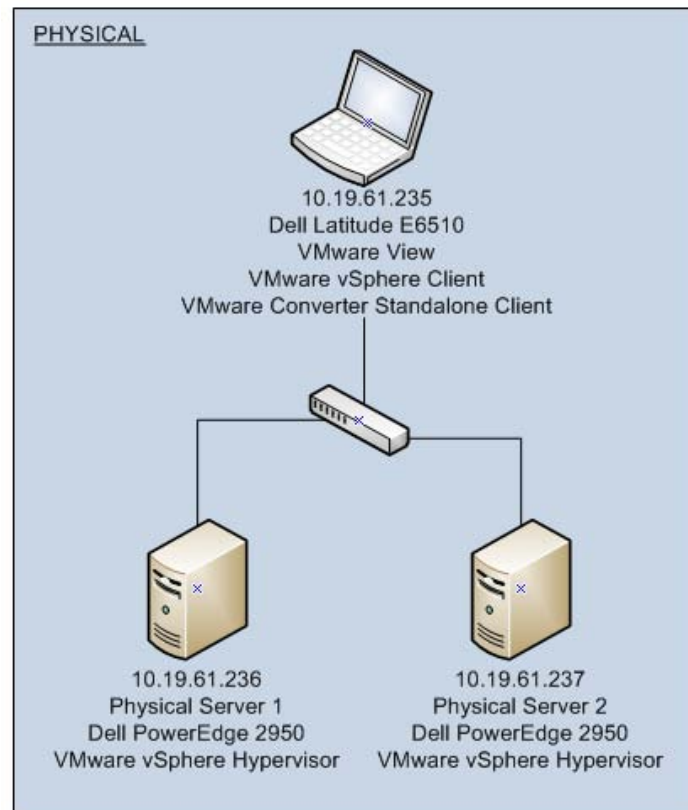 PHYSICAL
10.19.61.235
Dell Latitude E6510
VMware View
VMware vSphere Client
VMware Converter Standalone Client
10.19.61.236
Physical Server 1
Dell PowerEdge 2950
VMware vSphere Hypervisor
10.19.61.237
Physical Server 2
Dell PowerEdge 2950
VMware vSphere Hypervisor